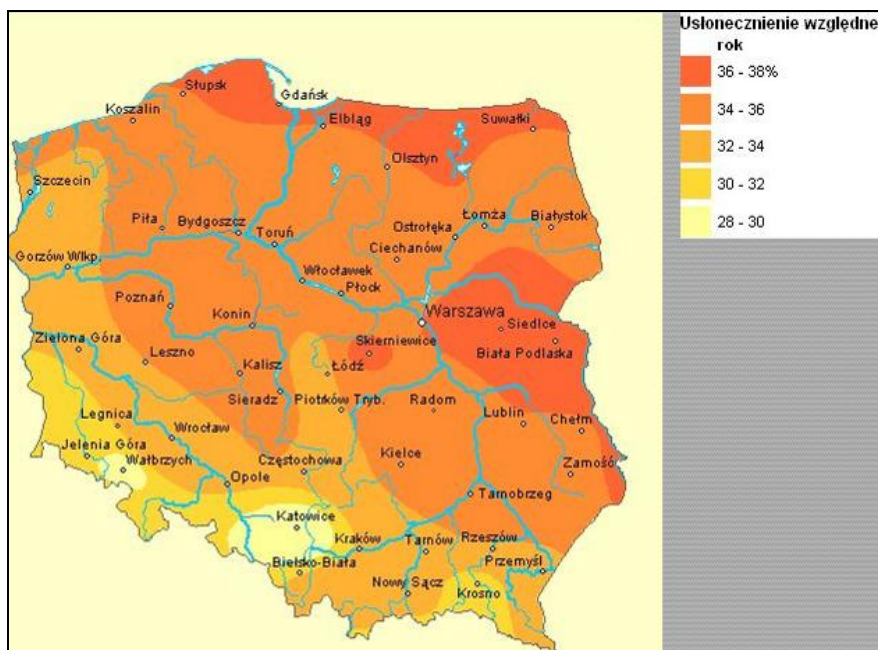 Usłonecznienie względne
rok
36 - 38%
34 - 36
32 - 34
30 - 32
28 - 30
Słupsk
Gdańsk
Koszalin
Elbląg
Suwałki
Olsztyn
Szczecin
Piła
Bydgoszcz
Toruń
Ostrołęka
Łomża
Białystok
Ciechanów
Gorzów Wlkp.
Włocławek
Płock
Poznań
Konin
Warszawa
Siedlce
Zielona Góra
Leszno
Kalisz
Łódź
Skierniewice
Biała Podlaska
Sieradz
Piotrków Tryb.
Radom
Lublin
Chełm
Legnica
Wrocław
Jelenia Góra
Wałbrzych
Opole
Częstochowa
Kielce
Zamość
Tarnobrzeg
Katowice
Kraków
Tarnów
Rzeszów
Przemyśl
Bielsko-Biała
Nowy Sącz
Krosno